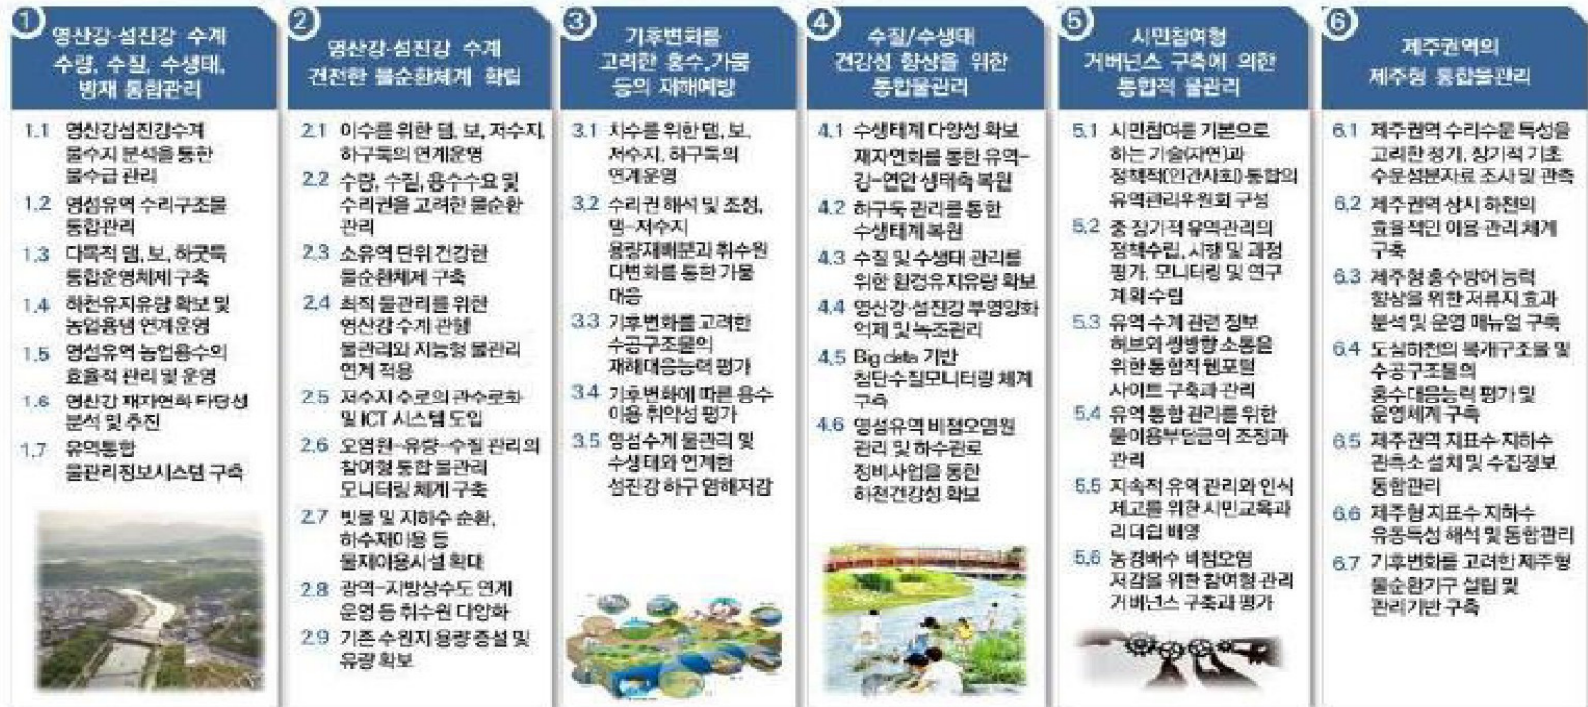 1
영산강·섬진강 수계
수량, 수질, 수생태,
방재 통합관리
1.1 영산강섬진강수계
물수지 분석을 통한
물수급 관리
1.2 영섬유역 수리구조물
통합관리
1.3 다목적 댐, 보, 하굿둑
통합운영체제 구축
1.4 하천유지유량 확보 및
농업용댐 연계운영
1.5 영섬유역 농업용수의
효율적 관리 및 운영
1.6 영산강 재자연화 타당성
분석 및 추진
1.7 유역통합
물관리정보시스템 구축
2
영산강·섬진강 수계
건전한 물순환체계 확립
2.1 이수를 위한 댐, 보, 저수지,
하구둑의 연계운영
2.2 수량, 수질, 용수수요 및
수리권을 고려한 물순환
관리
2.3 소유역 단위 건강한
물순환체제 구축
2.4 최적 물관리를 위한
영산강 수계 관행
물관리와 지능형 물관리
연계 적용
2.5 저수지 수로의 관수로화
및 ICT 시스템 도입
2.6 오염원-유량-수질 관리의
참여형 통합 물관리
모니터링 체계 구축
2.7 빗물 및 지하수 순환,
하수재이용 등
물재이용시설 확대
2.8 광역-지방상수도 연계
운영 등 취수원 다양화
2.9 기존 수원지 용량 증설 및
유량 확보
3
기후변화를
고려한 홍수.가뭄
등의 재해예방
3.1 치수를 위한 댐, 보,
저수지, 하구둑의
연계운영
3.2 수리권 해석 및 조정,
댐-저수지
용량재배분과 취수원
다변화를 통한 가뭄
대응
3.3 기후변화를 고려한
수공구조물의
재해대응능력 평가
3.4 기후변화에 따른 용수
이용 취약성 평가
3.5 영섬수계 물관리 및
수생태와 연계한
섬진강 하구 염해저감
4
수질/수생태
건강성 향상을 위한
통합물관리
4.1 수생태계 다양성 확보
재자연화를 통한 유역-
강-연안 생태축 복원
4.2 하구둑 관리를 통한
수생태계 복원
4.3 수질 및 수생태 관리를
위한 환경유지유량 확보
4.4 영산강·섬진강 부영양화
억제 및 녹조관리
4.5 Big data 기반
첨단수질모니터링 체계
구축
4.6 영섬유역 비점오염원
관리 및 하수관로
정비사업을 통한
하천건강성 확보
5
시민참여형
거버넌스 구축에 의한
통합적 물관리
5.1 시민참여를 기본으로
하는 기술(자연)과
정책적(인간사회) 통합의
유역관리위원회 구성
5.2 중·장기적 유역관리의
정책수립, 시행 및 과정
평가, 모니터링 및 연구
계획 수립
5.3 유역 수계 관련 정보
허브와 쌍방향 소통을
위한 통합적 웹포털
사이트 구축과 관리
5.4 유역 통합 관리를 위한
물이용부담금의 조정과
관리
5.5 지속적 유역 관리와 인식
제고를 위한 시민교육과
리더쉽 배양
5.6 농경배수 비점오염
저감을 위한 참여형 관리
거버넌스 구축과 평가
6
제주권역의
제주형 통합물관리
6.1 제주권역 수리수문 특성을
고려한 정기, 장기적 기초
수문성분자료 조사 및 관측
6.2 제주권역 상시 하천의
효율적인 이용 관리 체계
구축
6.3 제주형 홍수방어 능력
향상을 위한 저류지 효과
분석 및 운영 매뉴얼 구축
6.4 도심하천의 복개구조물 및
수공구조물의
홍수대응능력 평가 및
운영체계 구축
6.5 제주권역 지표수 지하수
관측소 설치 및 수집정보
통합관리
6.6 제주형 지표수 지하수
유동특성 해석 및 통합관리
6.7 기후변화를 고려한 제주형
물순환기구 설립 및
관리기반 구축